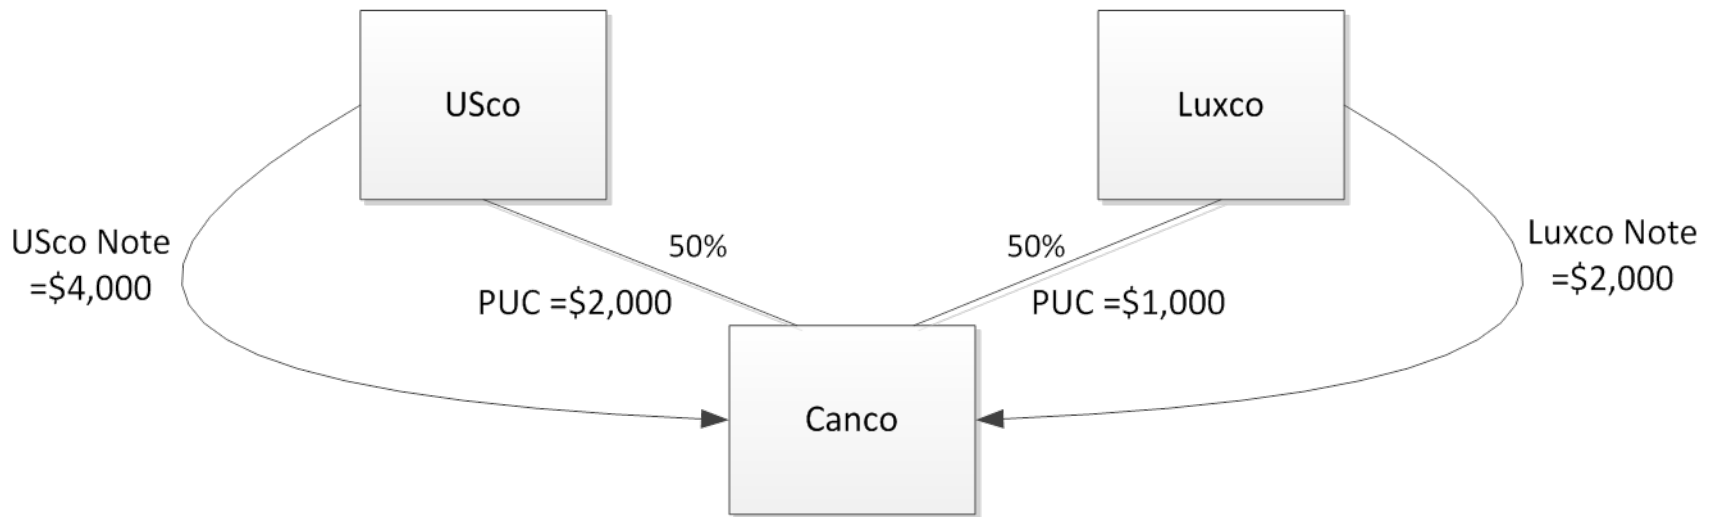 USco
Luxco
USco Note
=$4,000
50%
50%
Luxco Note
=$2,000
PUC =$2,000
PUC =$1,000
Canco